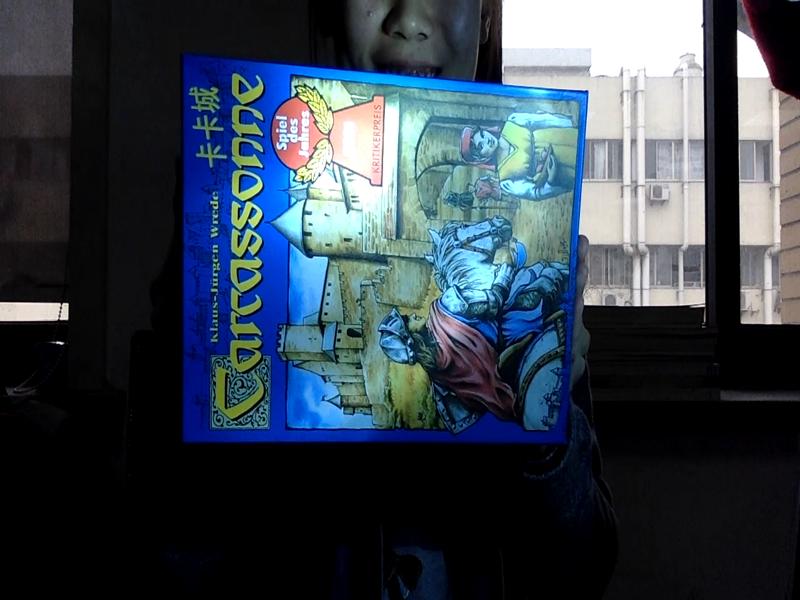 卡卡城
Klaus-Jürgen Wrede
Carcassonne
Spiel
des
Jahres
KRITIKERPREIS